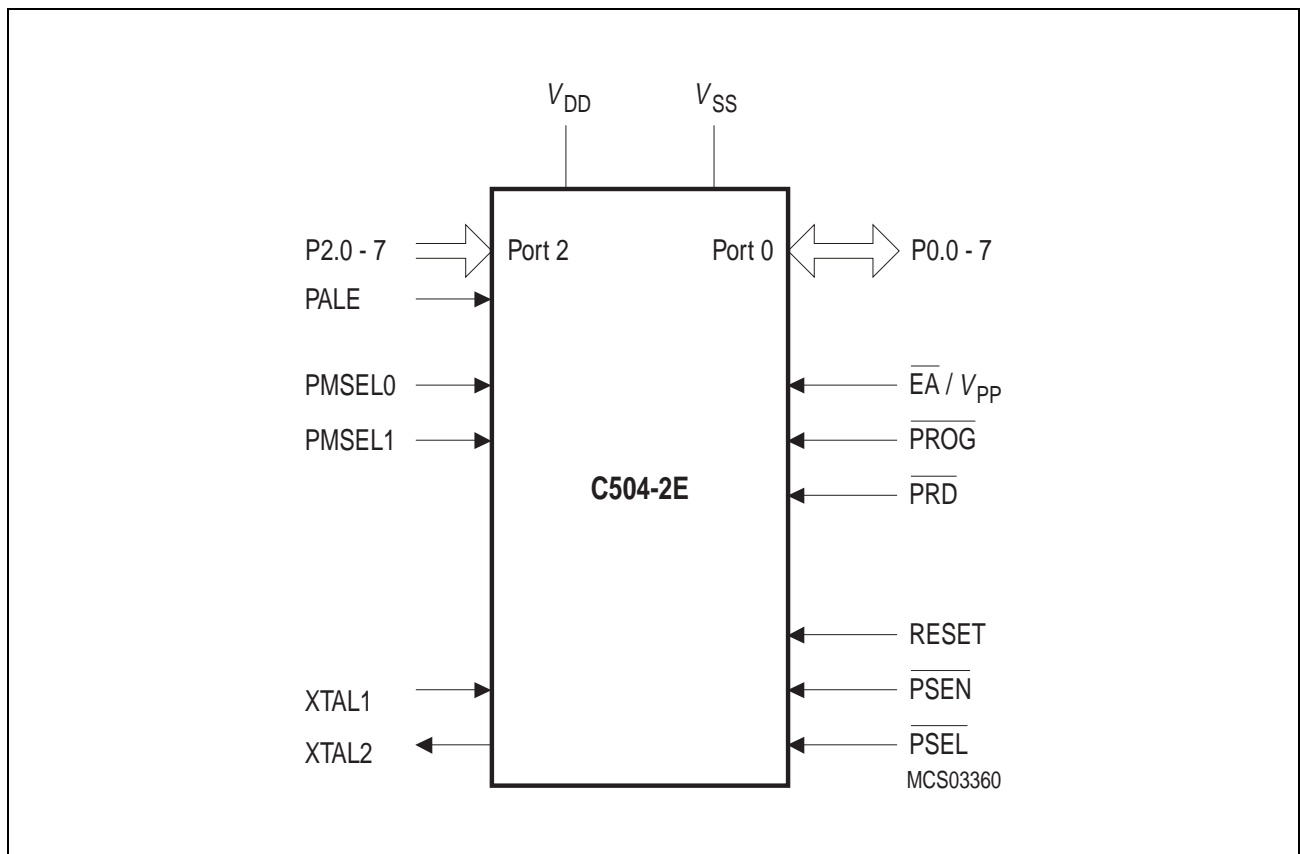 VDD VSS
P2.0 - 7 Port 2 Port 0 P0.0 - 7
PALE
PMSEL0 EA / VPP
PMSEL1 PROG
PRD
C504-2E
RESET
XTAL1 PSEN
XTAL2 PSEL
MCS03360